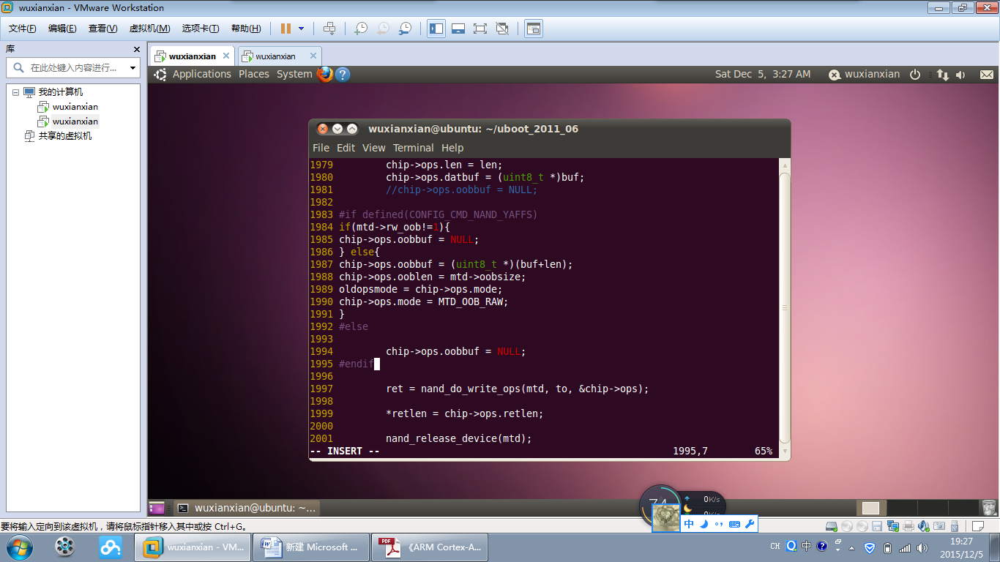 wuxianxian - VMware Workstation
文件(F) 编辑(E) 查看(V) 虚拟机(M) 选项卡(T) 帮助(H)
库
在此处键入内容进行...
我的计算机
wuxianxian
wuxianxian
共享的虚拟机
wuxianxian wuxianxian
Applications Places System Sat Dec 5, 3:27 AM wuxianxian
wuxianxian@ubuntu: ~/uboot_2011_06
File Edit View Terminal Help
1979 chip->ops.len = len;
1980 chip->ops.datbuf = (uint8_t *)buf;
1981 //chip->ops.oobbuf = NULL;
1982
1983 #if defined(CONFIG_CMD_NAND_YAFFS)
1984 if(mtd->rw_oob!=1){
1985 chip->ops.oobbuf = NULL;
1986 } else{
1987 chip->ops.oobbuf = (uint8_t *)(buf+len);
1988 chip->ops.ooblen = mtd->oobsize;
1989 oldopsmode = chip->ops.mode;
1990 chip->ops.mode = MTD_OOB_RAW;
1991 }
1992 #else
1993
1994 chip->ops.oobbuf = NULL;
1995 #endif
1996
1997 ret = nand_do_write_ops(mtd, to, &chip->ops);
1998
1999 *retlen = chip->ops.retlen;
2000
2001 nand_release_device(mtd);
-- INSERT -- 1995,7 65%
wuxianxian@ubuntu: ~...
0K/s
中
要将输入定向到该虚拟机，请将鼠标指针移入其中或按 Ctrl+G。
wuxianxian - VM... 新建 Microsoft ... 《ARM Cortex-A...
CH 中
19:27
2015/12/5